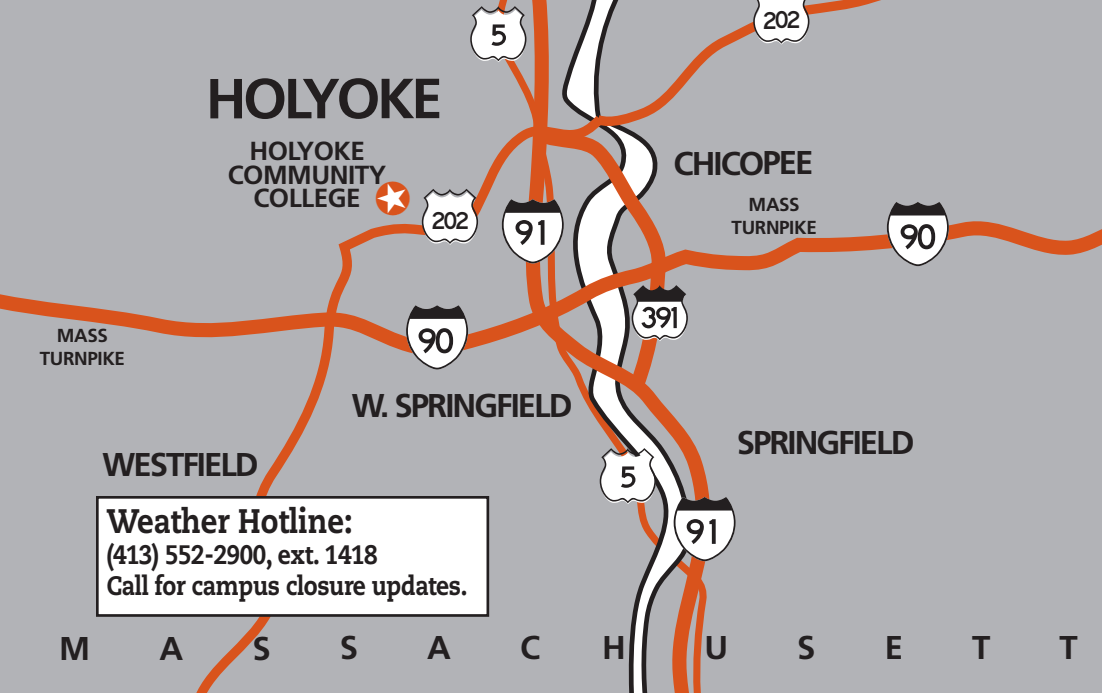 202
5
HOLYOKE
HOLYOKE
COMMUNITY
COLLEGE
CHICOPEE
MASS
TURNPIKE
202
91
90
391
MASS
TURNPIKE
90
W. SPRINGFIELD
SPRINGFIELD
WESTFIELD
5
91
Weather Hotline:
(413) 552-2900, ext. 1418
Call for campus closure updates.
M A S S A C H U S E T T